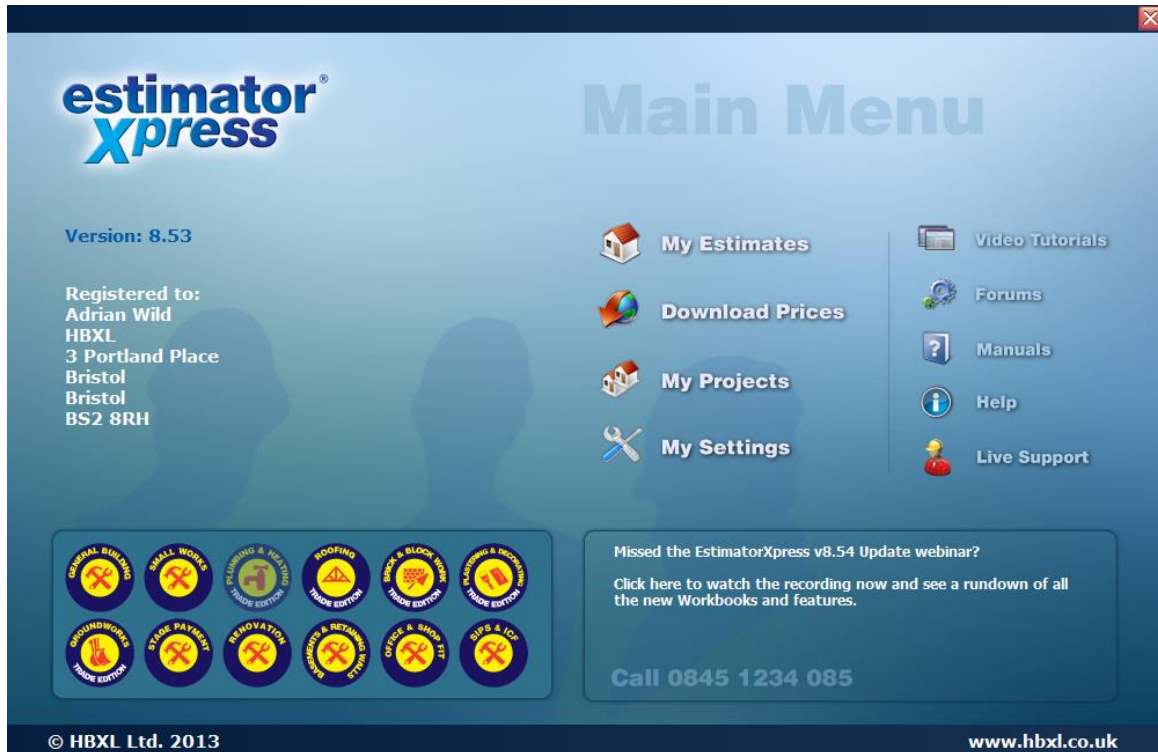 estimator®
xpress
Main Menu
Version: 8.53
Registered to:
Adrian Wild
HBXL
3 Portland Place
Bristol
Bristol
BS2 8RH
My Estimates
Download Prices
My Projects
My Settings
Video Tutorials
Forums
Manuals
Help
Live Support
GENERAL BUILDING
SMALL WORKS
PLUMBING & HEATING
TRADE EDITION
ROOFING
TRADE EDITION
BRICK & BLOCK WORK
TRADE EDITION
PLASTERING & DECORATING
TRADE EDITION
GROUNDWORKS
TRADE EDITION
STAGE PAYMENT
RENOVATION
BASEMENTS & RETAINING WALLS
OFFICE & SHOP FIT
SIPS & ICF
Missed the EstimatorXpress v8.54 Update webinar?
Click here to watch the recording now and see a rundown of all
the new Workbooks and features.
Call 0845 1234 085
© HBXL Ltd. 2013
www.hbxl.co.uk